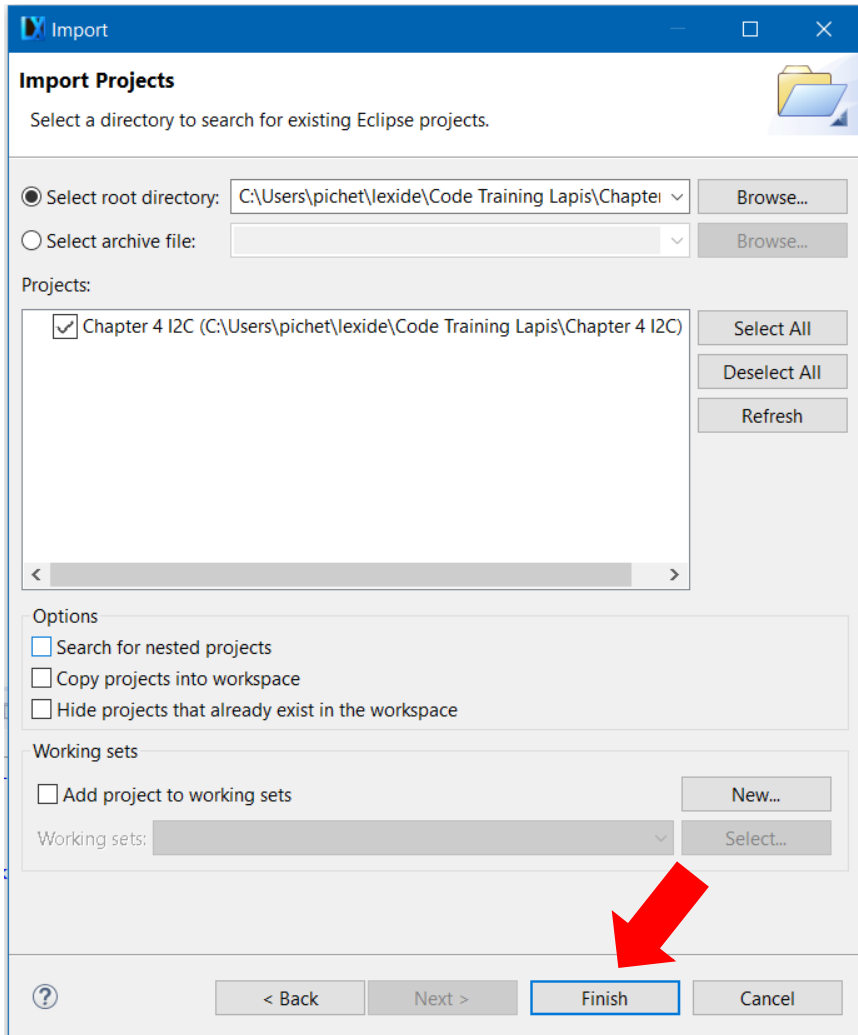 Import
Import Projects
Select a directory to search for existing Eclipse projects.
Select root directory: C:\Users\pichet\lexide\Code Training Lapis\Chapter Browse...
Select archive file: Browse...
Projects:
Chapter 4 I2C (C:\Users\pichet\lexide\Code Training Lapis\Chapter 4 I2C) Select All
Deselect All
Refresh
Options
Search for nested projects
Copy projects into workspace
Hide projects that already exist in the workspace
Working sets
Add project to working sets New...
Working sets: Select...
? < Back Next > Finish Cancel